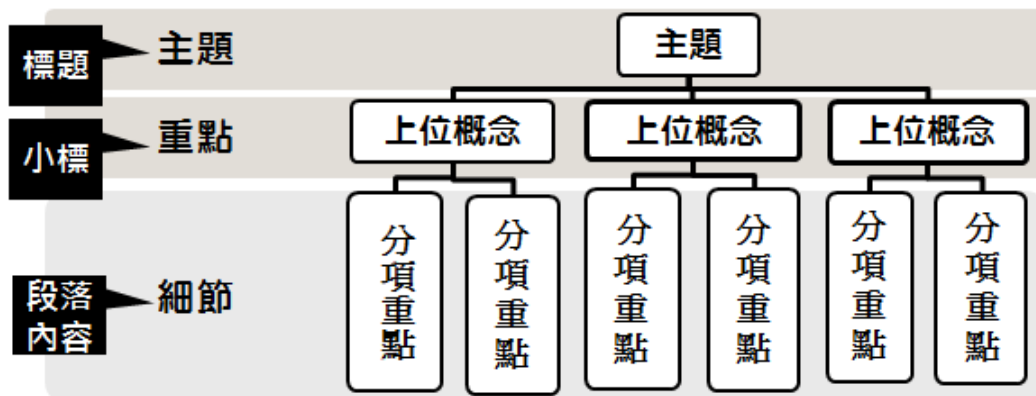 標題
主題
主題
小標
重點
上位概念
上位概念
上位概念
段落
內容
細節
分項重點
分項重點
分項重點
分項重點
分項重點
分項重點